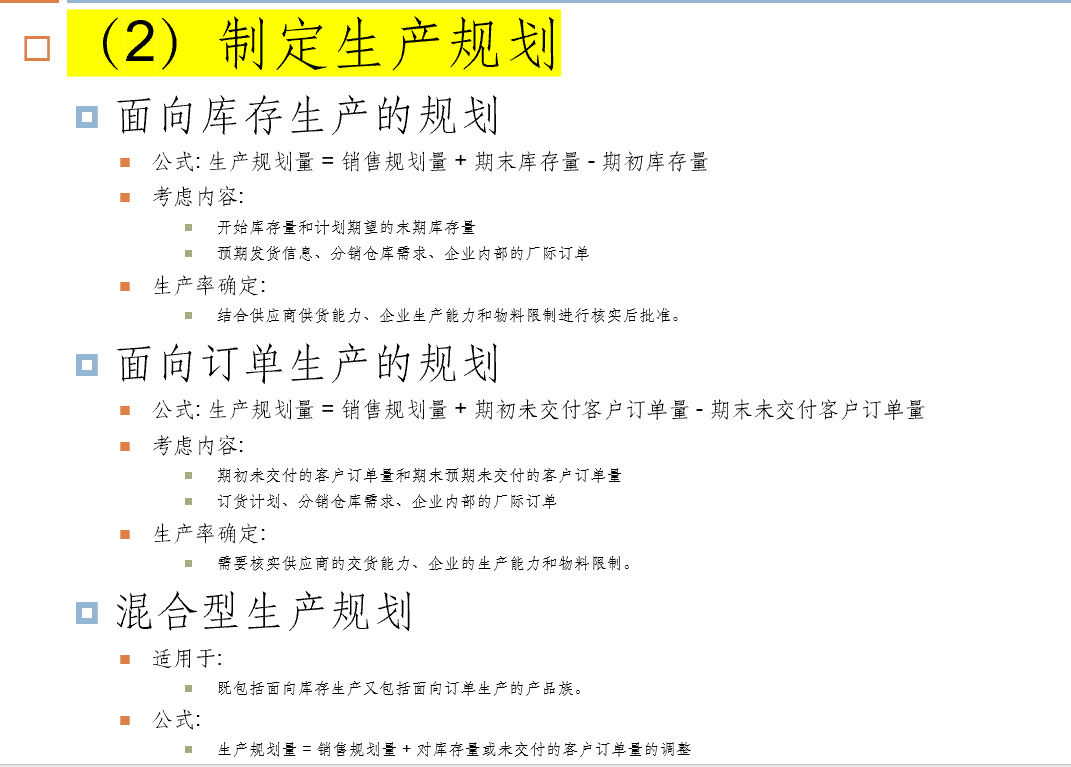 （2）制定生产规划
面向库存生产的规划
公式: 生产规划量 = 销售规划量 + 期末库存量 - 期初库存量
考虑内容:
开始库存量和计划期望的末期库存量
预期发货信息、分销仓库需求、企业内部的厂际订单
生产率确定:
结合供应商供货能力、企业生产能力和物料限制进行核实后批准。
面向订单生产的规划
公式: 生产规划量 = 销售规划量 + 期初未交付客户订单量 - 期末未交付客户订单量
考虑内容:
期初未交付的客户订单量和期末预期未交付的客户订单量
订货计划、分销仓库需求、企业内部的厂际订单
生产率确定:
需要核实供应商的交货能力、企业的生产能力和物料限制。
混合型生产规划
适用于:
既包括面向库存生产又包括面向订单生产的产品族。
公式:
生产规划量 = 销售规划量 + 对库存量或未交付的客户订单量的调整